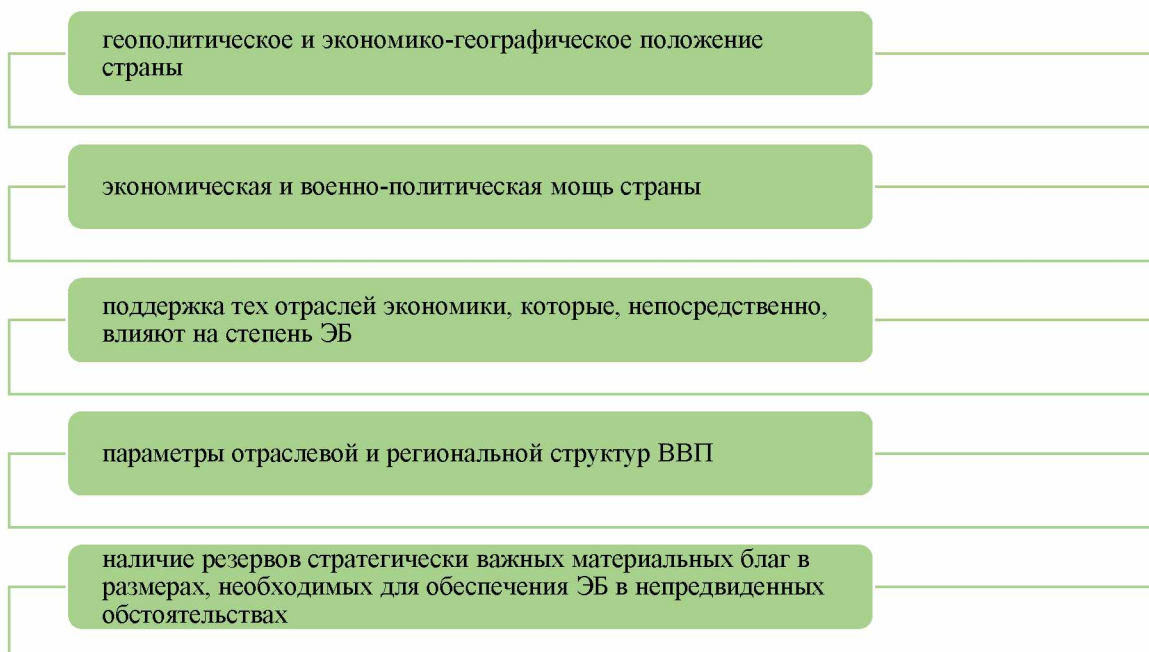 геополитическое и экономико-географическое положение
страны
экономическая и военно-политическая мощь страны
поддержка тех отраслей экономики, которые, непосредственно,
влияют на степень ЭБ
параметры отраслевой и региональной структур ВВП
наличие резервов стратегически важных материальных благ в
размерах, необходимых для обеспечения ЭБ в непредвиденных
обстоятельствах